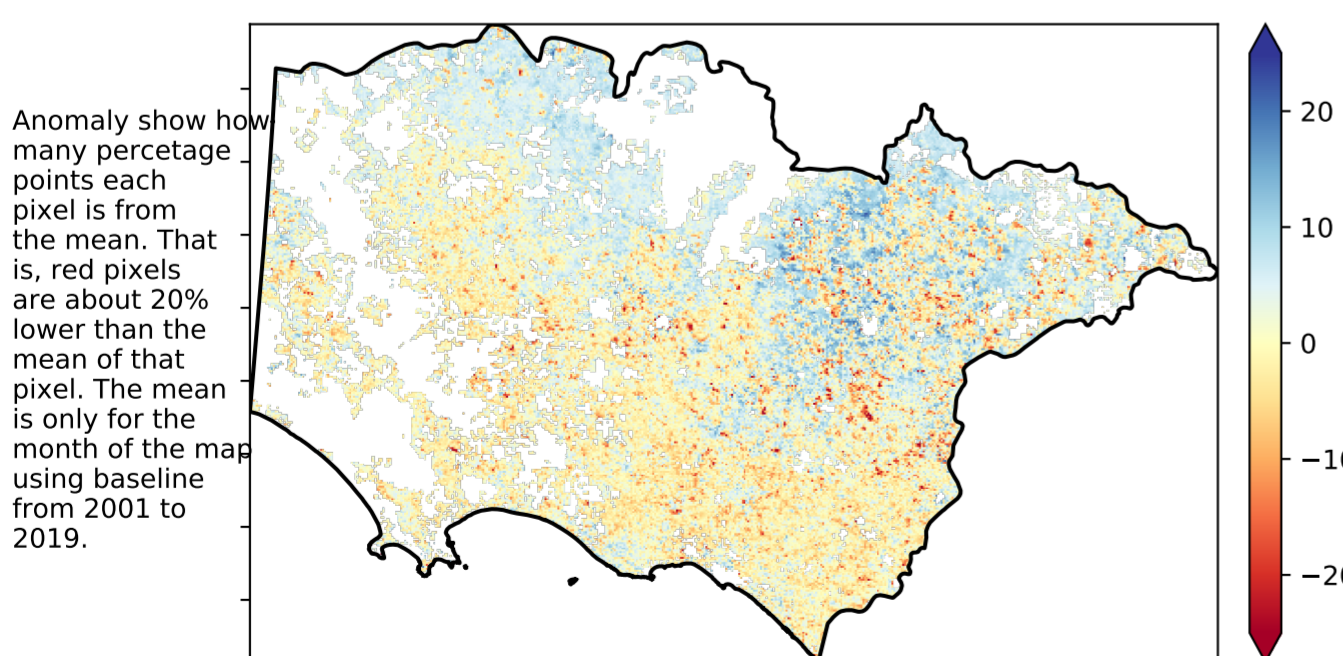 Anomaly show how
many percetage
points each
pixel is from
the mean. That
is, red pixels
are about 20%
lower than the
mean of that
pixel. The mean
is only for the
month of the map
using baseline
from 2001 to
2019.
20
10
0
−10
−20